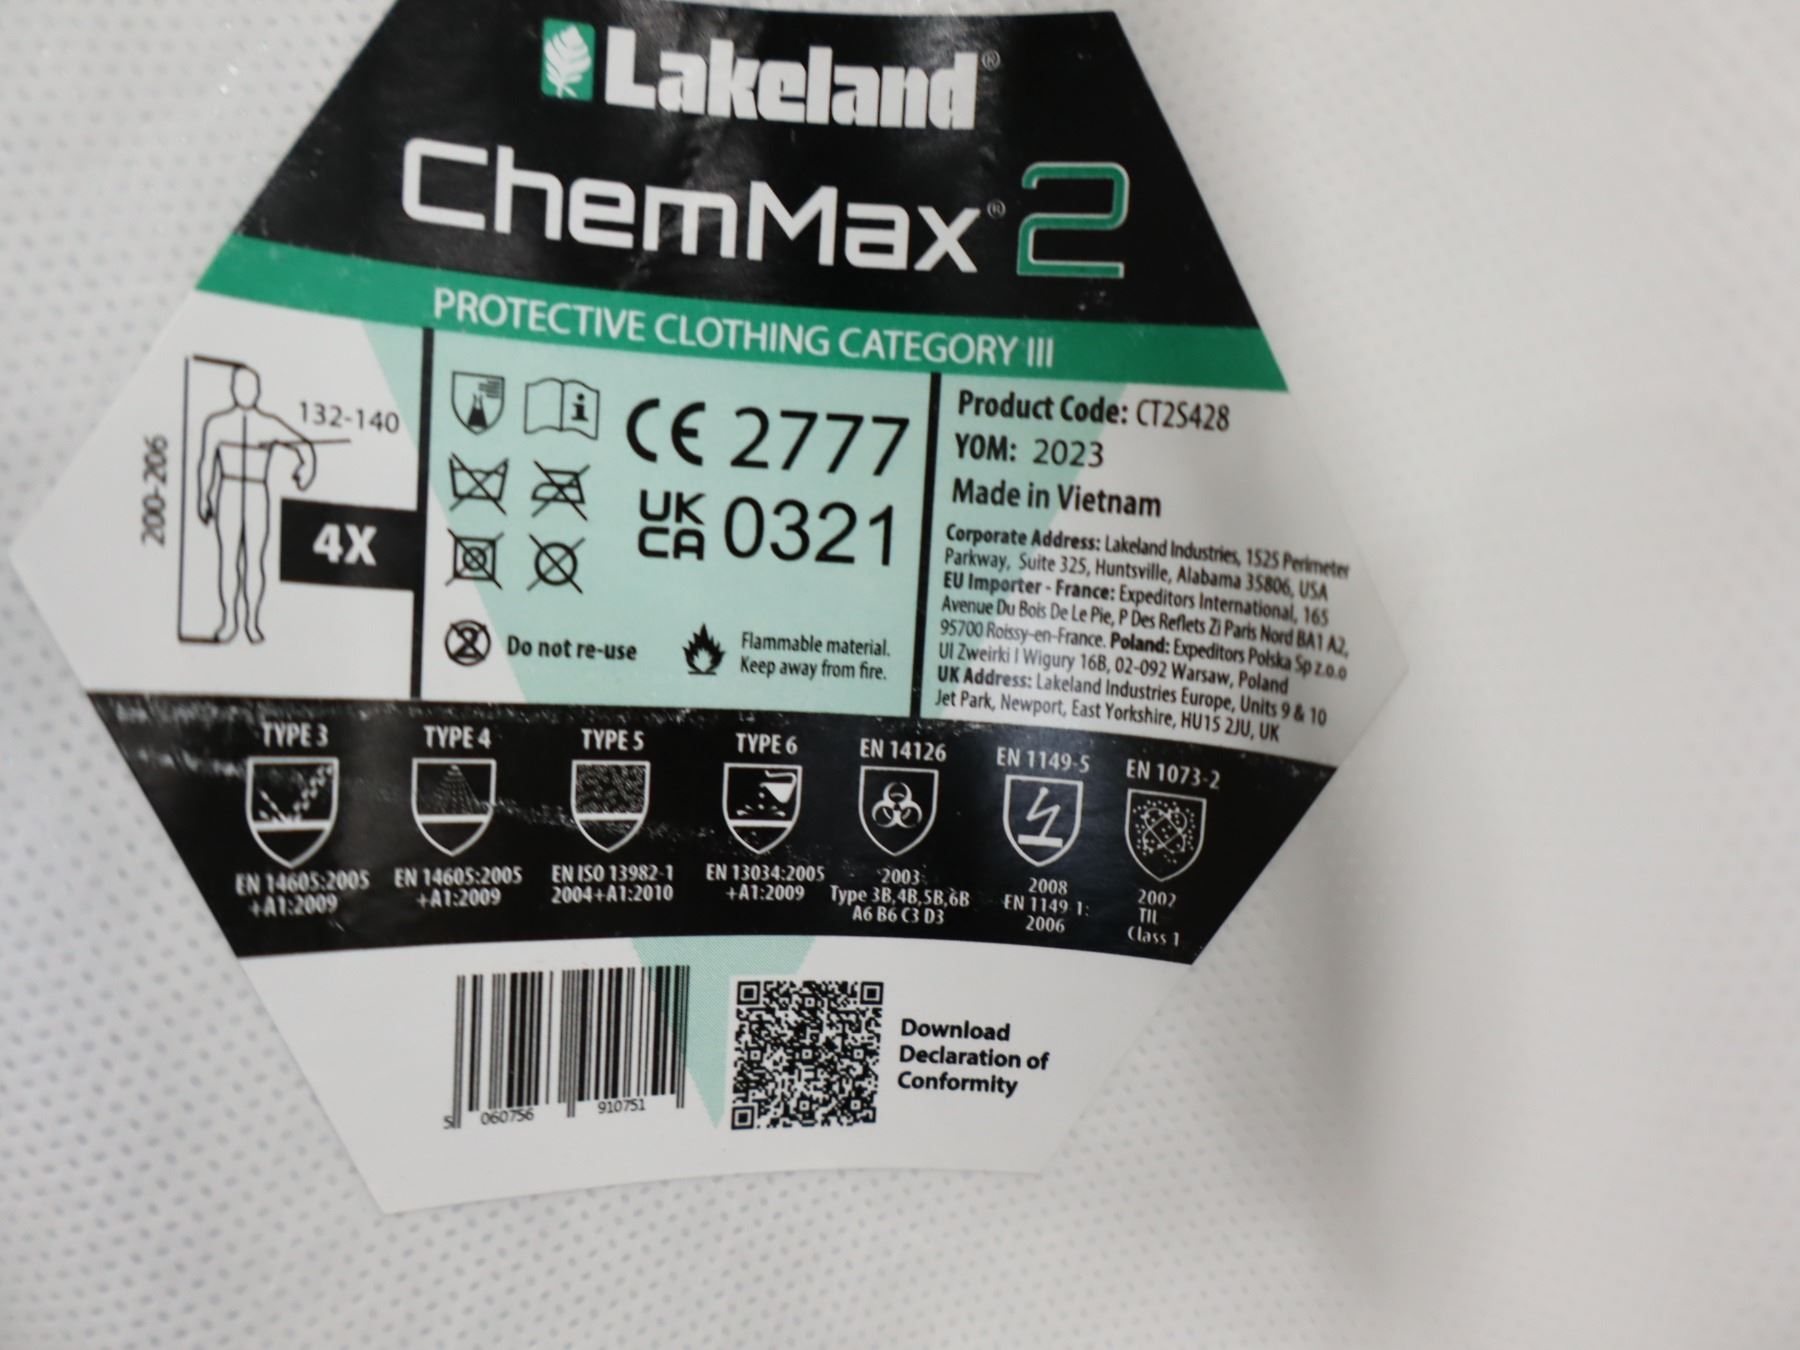 Lakeland®
ChemMax® 2
PROTECTIVE CLOTHING CATEGORY III
132-140
200-206
4X
CE 2777
UK
CA 0321
Do not re-use
Flammable material.
Keep away from fire.
Product Code: CT2S428
YOM: 2023
Made in Vietnam
Corporate Address: Lakeland Industries, 1525 Perimeter
Parkway, Suite 325, Huntsville, Alabama 35806, USA
EU Importer - France: Expeditors International, 165
Avenue Du Bois De Le Pie, P Des Reflets Zi Paris Nord BA1 A2,
95700 Roissy-en-France. Poland: Expeditors Polska Sp z.o.o
Ul Zweirki I Wigury 16B, 02-092 Warsaw, Poland
UK Address: Lakeland Industries Europe, Units 9 & 10
Jet Park, Newport, East Yorkshire, HU15 2JU, UK
TYPE 3
EN 14605:2005
+A1:2009
TYPE 4
EN 14605:2005
+A1:2009
TYPE 5
EN ISO 13982-1
2004+A1:2010
TYPE 6
EN 13034:2005
+A1:2009
EN 14126
2003
Type 3B,4B,5B,6B
A6 B6 C3 D3
EN 1149-5
2008
EN 1149 1:
2006
EN 1073-2
2002
TIL
Class 1
5 060756 910751
Download
Declaration of
Conformity